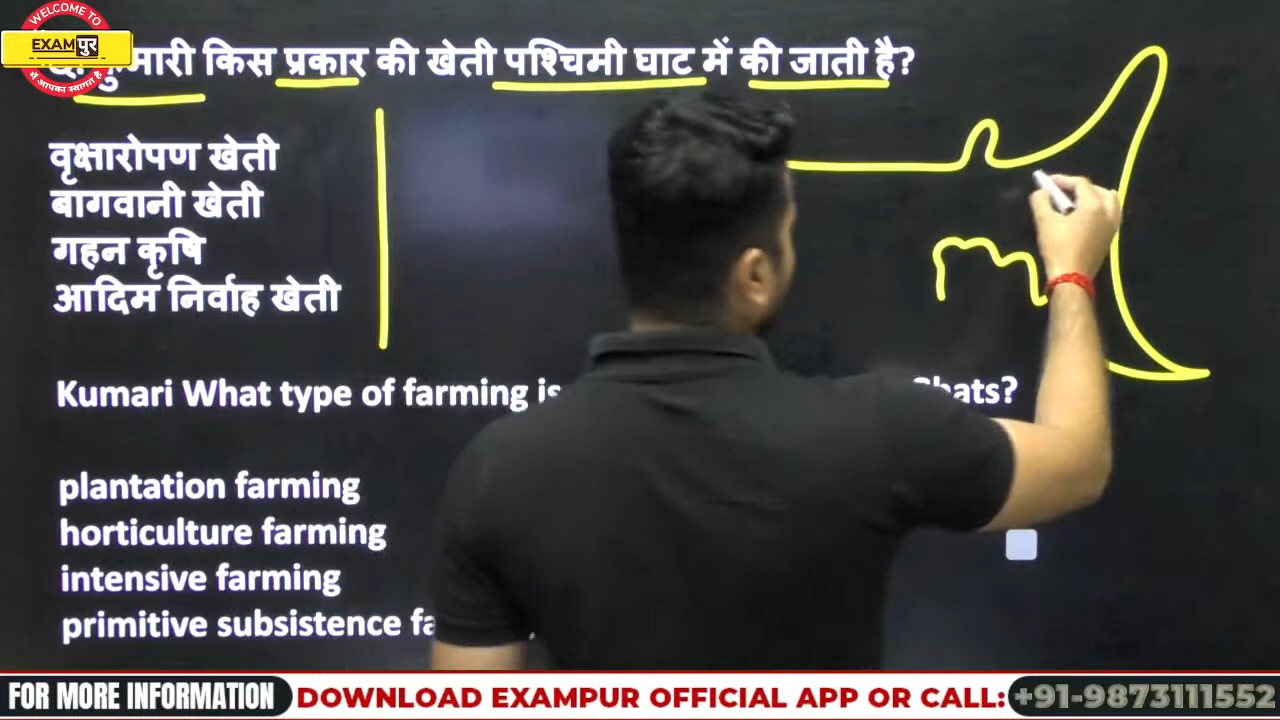 WELCOME TO
EXAMपुर
में आपका स्वागत है
कुमारी किस प्रकार की खेती पश्चिमी घाट में की जाती है?
वृक्षारोपण खेती
बागवानी खेती
गहन कृषि
आदिम निर्वाह खेती
Kumari What type of farming is
Ghats?
plantation farming
horticulture farming
intensive farming
primitive subsistence fa
FOR MORE INFORMATION DOWNLOAD EXAMPUR OFFICIAL APP OR CALL: +91-9873111552